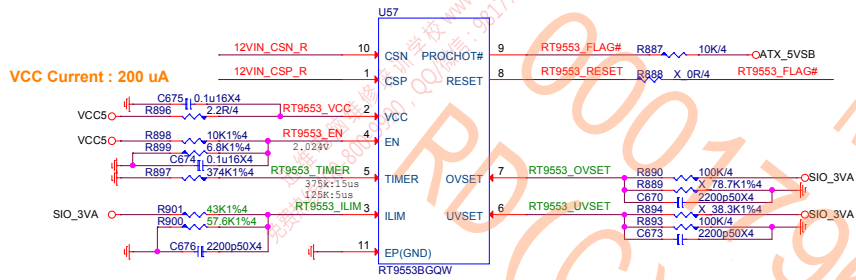 U57
12VIN_CSN_R 10 CSN PROCHOT# 9 RT9553_FLAG# R887 10K/4 ATX_5VSB
12VIN_CSP_R 1 CSP RESET 8 RT9553_RESET R888 X_0R/4 RT9553_FLAG#
VCC Current : 200 uA
C675 0.1u16X4
VCC5 R896 2.2R/4 RT9553_VCC 2 VCC
VCC5 R898 10K1%4 RT9553_EN 4 EN
R899 6.8K1%4 2.024V
C674 0.1u16X4
R897 374K1%4 RT9553_TIMER 5 TIMER OVSET 7 RT9553_OVSET R890 100K/4 SIO_3VA
375k:15us
125K:5us
R889 X_78.7K1%4
C670 2200p50X4
SIO_3VA R901 43K1%4 RT9553_ILIM 3 ILIM UVSET 6 RT9553_UVSET R894 X_38.3K1%4 SIO_3VA
R900 57.6K1%4
R893 100K/4
C676 2200p50X4
C673 2200p50X4
11 EP(GND)
RT9553BGQW